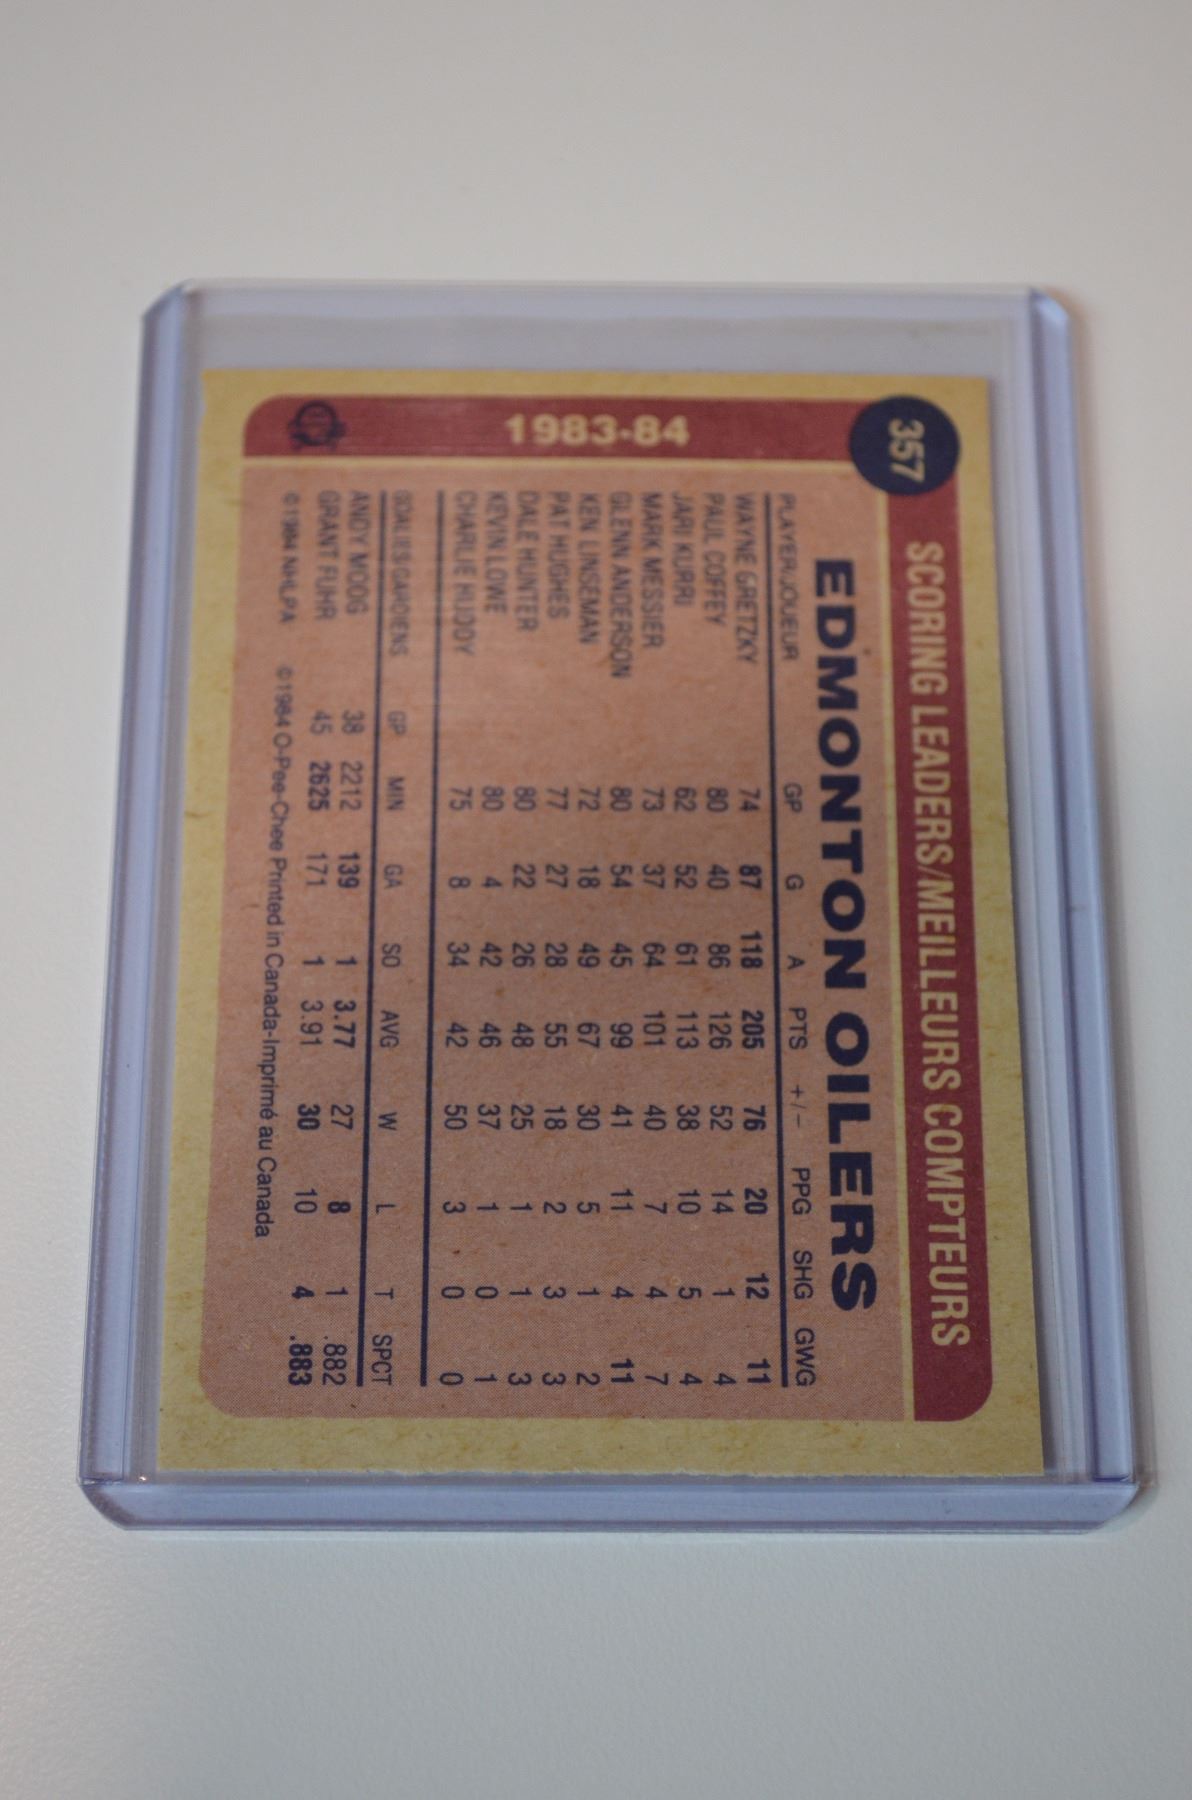 357
SCORING LEADERS/MEILLEURS COMPTEURS
1983-84
EDMONTON OILERS
PLAYER/JOUEUR GP G A PTS +/- PPG SHG GWG
WAYNE GRETZKY 74 87 118 205 76 20 12 11
PAUL COFFEY 80 40 86 126 52 14 1 4
JARI KURRI 62 52 61 113 38 10 5 4
MARK MESSIER 73 37 64 101 40 7 4 7
GLENN ANDERSON 80 54 45 99 41 11 4 11
KEN LINSEMAN 72 18 49 67 30 5 1 2
PAT HUGHES 77 27 28 55 18 2 3 3
DALE HUNTER 80 22 26 48 25 1 1 3
KEVIN LOWE 80 4 42 46 37 1 0 1
CHARLIE HUDDY 75 8 34 42 50 3 0 0
GOALIES/GARDIENS GP MIN GA SO AVG W L T SPCT
ANDY MOOG 38 2212 139 1 3.77 27 8 1 .882
GRANT FUHR 45 2625 171 1 3.91 30 10 4 .883
© 1984 NHLPA © 1984 O-Pee-Chee Printed in Canada-Imprimé au Canada